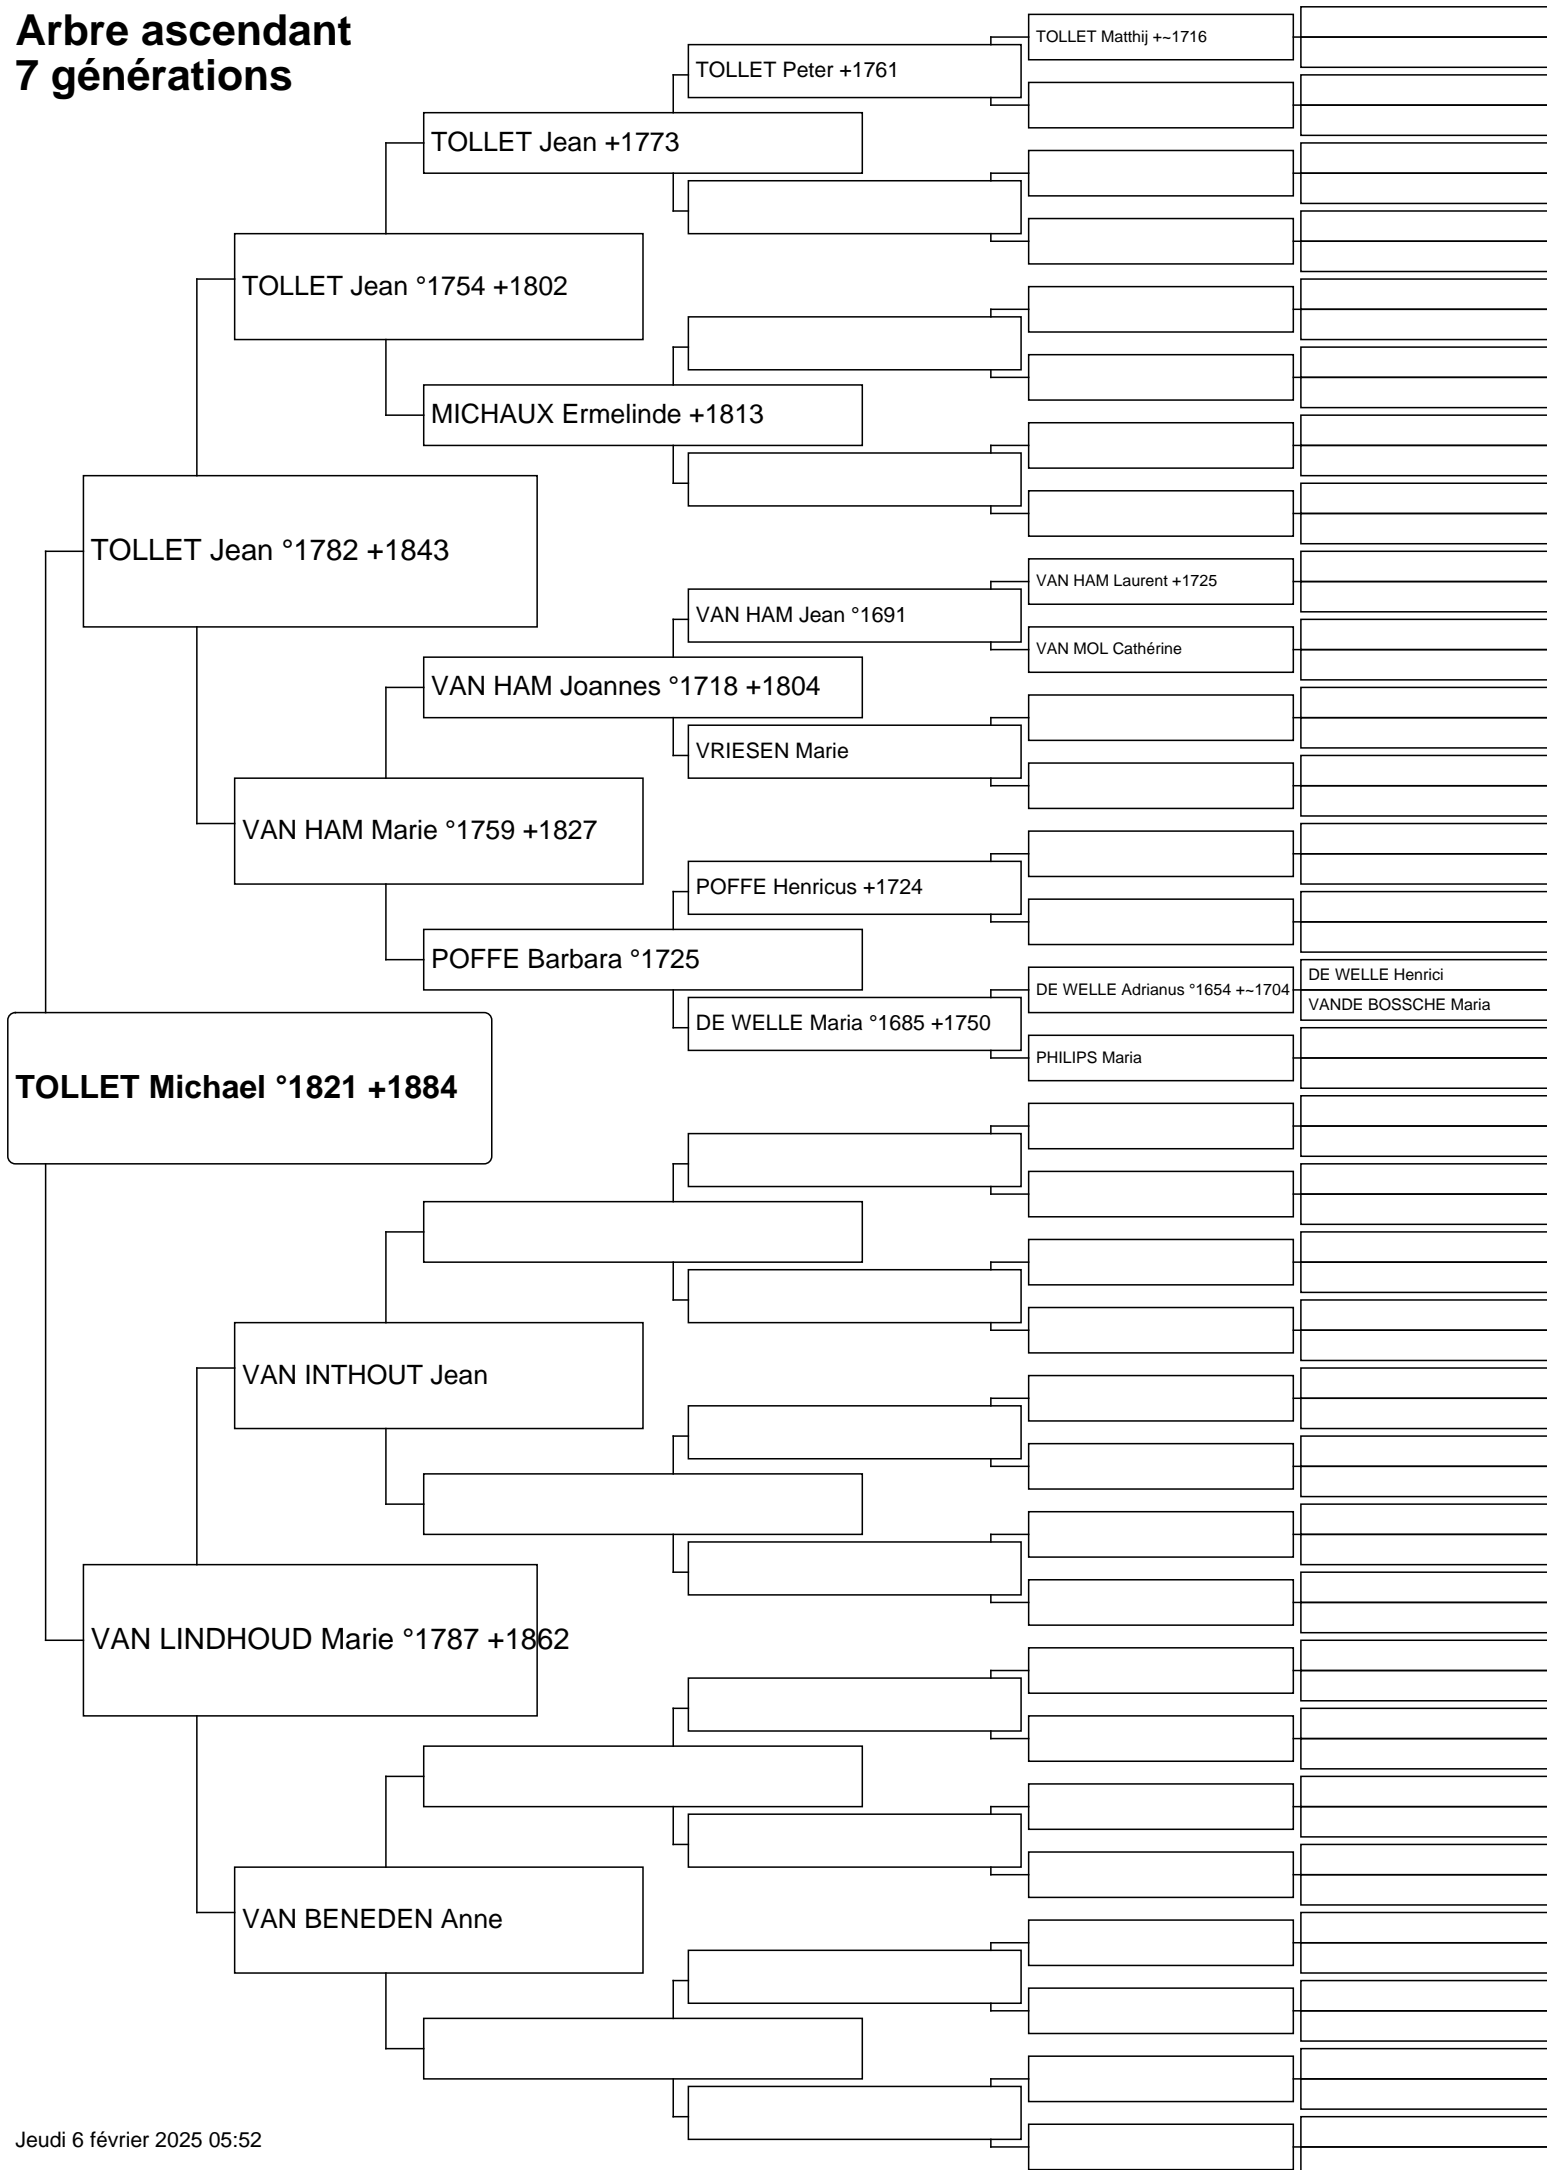 Arbre ascendant
7 générations
TOLLET Matthij +~1716
TOLLET Peter +1761
TOLLET Jean +1773
TOLLET Jean °1754 +1802
MICHAUX Ermelinde +1813
TOLLET Jean °1782 +1843
VAN HAM Laurent +1725
VAN HAM Jean °1691
VAN MOL Cathérine
VAN HAM Joannes °1718 +1804
VRIESEN Marie
VAN HAM Marie °1759 +1827
POFFE Henricus +1724
POFFE Barbara °1725
DE WELLE Henrici
DE WELLE Adrianus °1654 +~1704
VANDE BOSSCHE Maria
DE WELLE Maria °1685 +1750
PHILIPS Maria
TOLLET Michael °1821 +1884
VAN INTHOUT Jean
VAN LINDHOUD Marie °1787 +1862
VAN BENEDEN Anne
Jeudi 6 février 2025 05:52